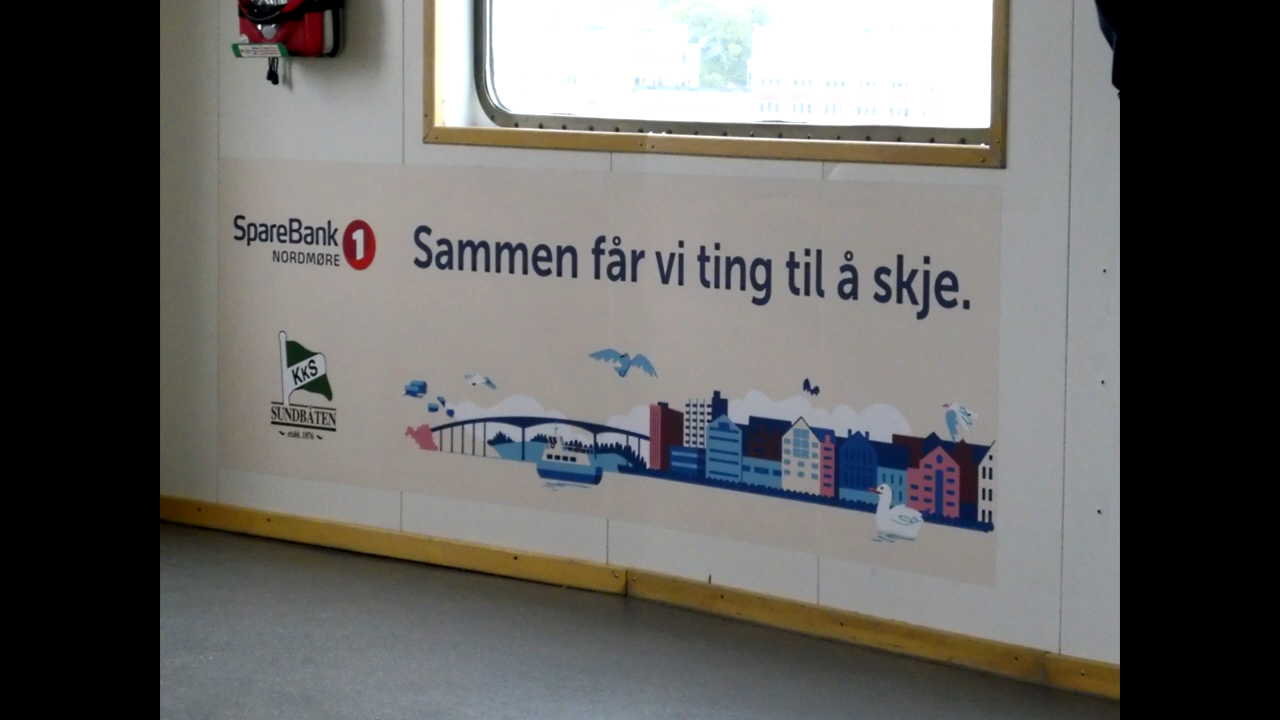 SpareBank 1
NORDMØRE
Sammen får vi ting til å skje.
KKS
SUNDBÅTEN
etabl. 1876